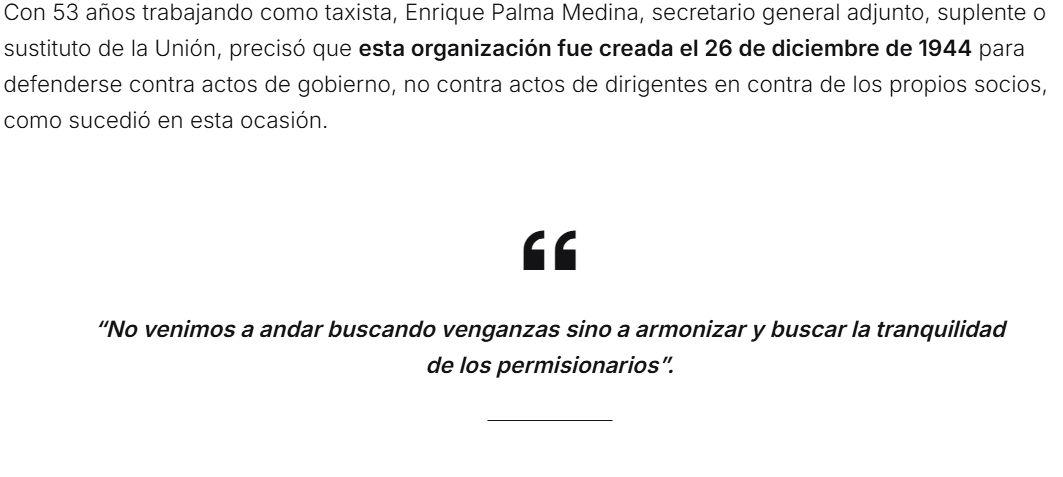 Con 53 años trabajando como taxista, Enrique Palma Medina, secretario general adjunto, suplente o
sustituto de la Unión, precisó que esta organización fue creada el 26 de diciembre de 1944 para
defenderse contra actos de gobierno, no contra actos de dirigentes en contra de los propios socios,
como sucedió en esta ocasión.
“
“No venimos a andar buscando venganzas sino a armonizar y buscar la tranquilidad
de los permisionarios”.